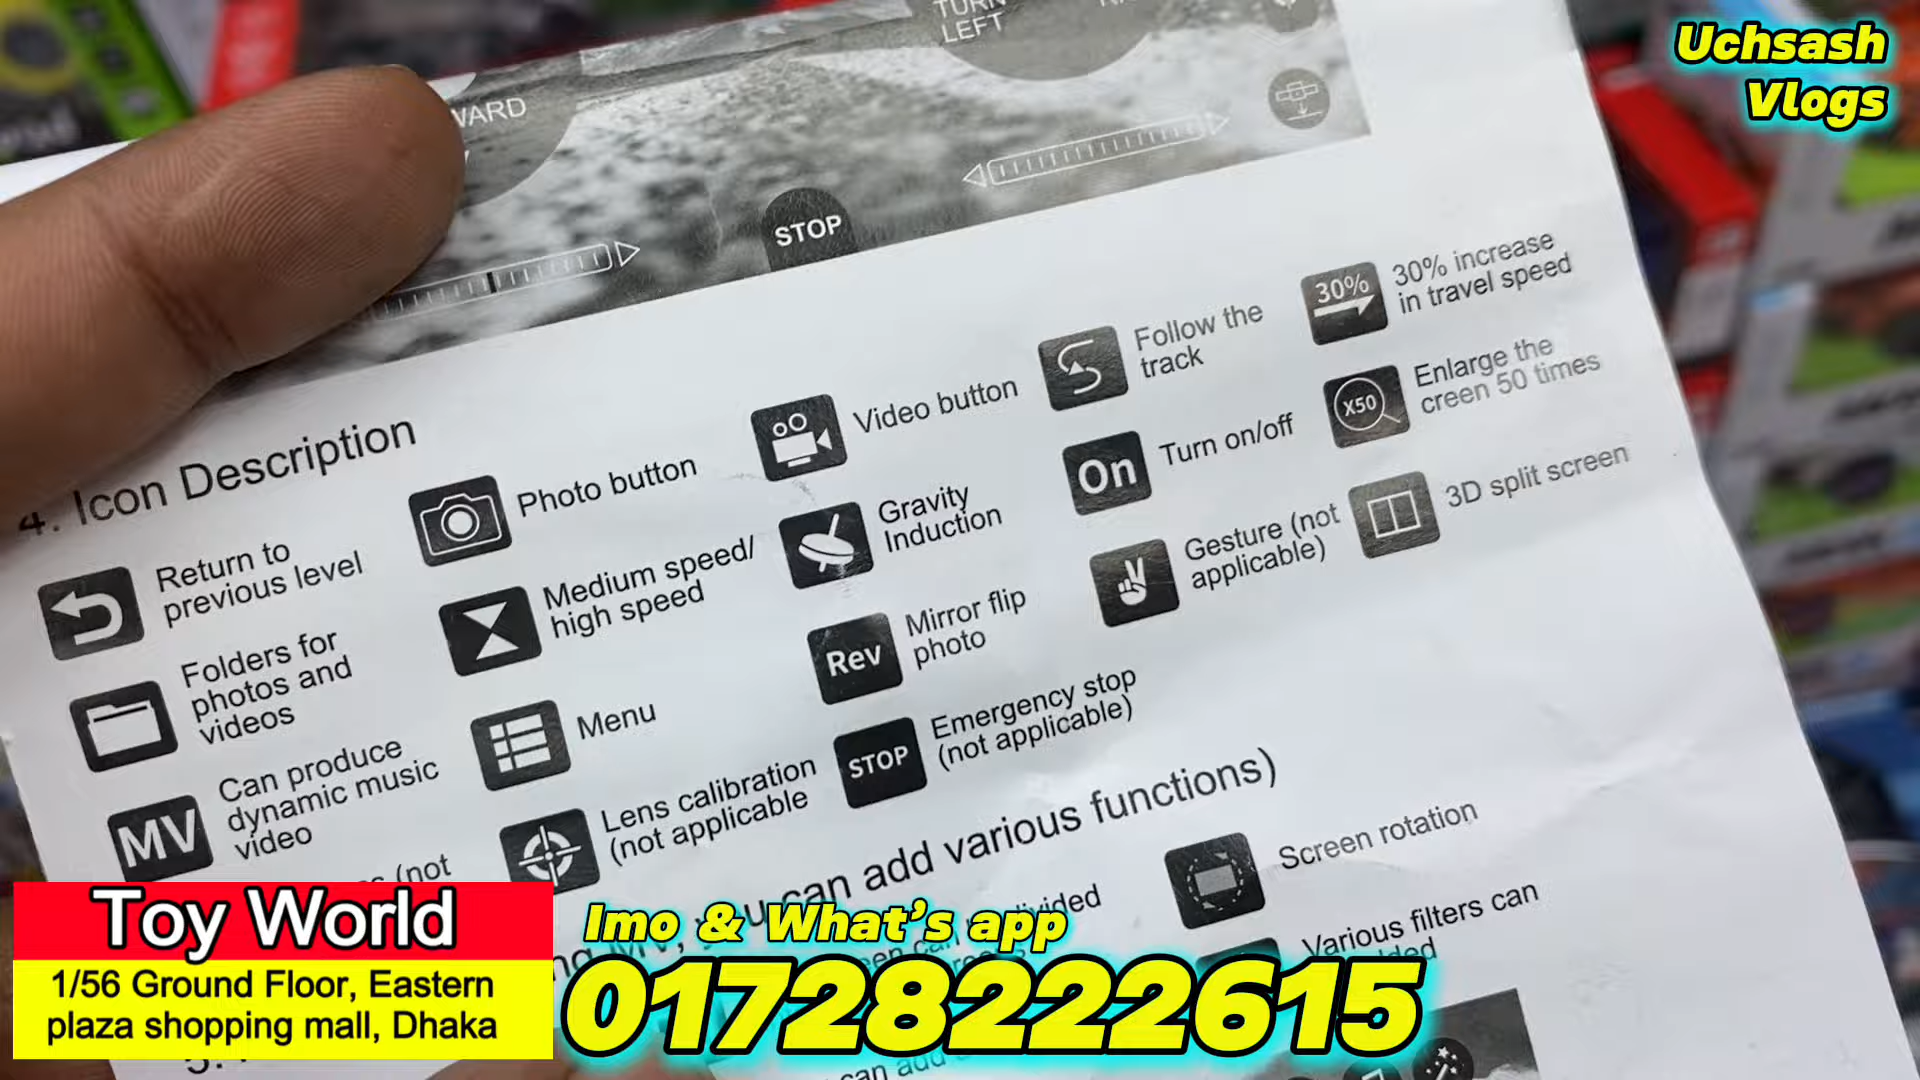 TURN
LEFT
WARD
STOP
Uchsash
Vlogs
4. Icon Description
Return to
previous level
Folders for
photos and
videos
MV
Can produce
dynamic music
video
(not
Photo button
Medium speed/
high speed
Menu
Lens calibration
(not applicable
Video button
Gravity
Induction
Rev
Mirror flip
photo
STOP
Emergency stop
(not applicable)
Follow the
track
On
Turn on/off
Gesture (not
applicable)
30%
30% increase
in travel speed
X50
Enlarge the
creen 50 times
3D split screen
can add various functions)
divided
Screen rotation
Various filters can
can add
Toy World
1/56 Ground Floor, Eastern
plaza shopping mall, Dhaka
Imo & What's app
01728222615